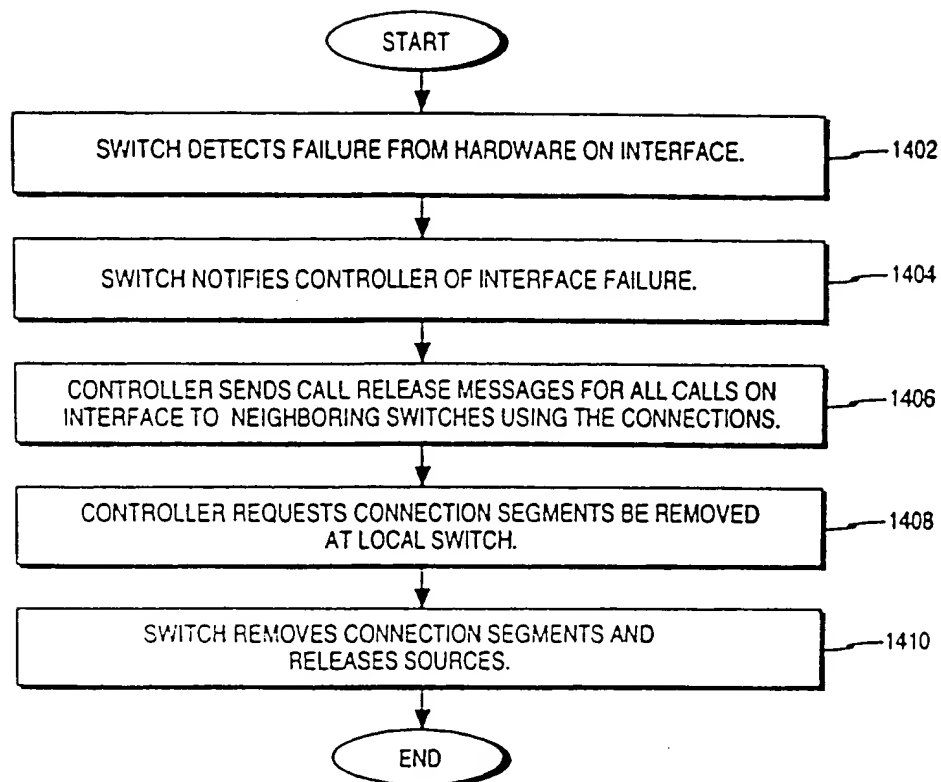 START
SWITCH DETECTS FAILURE FROM HARDWARE ON INTERFACE.
1402
SWITCH NOTIFIES CONTROLLER OF INTERFACE FAILURE.
1404
CONTROLLER SENDS CALL RELEASE MESSAGES FOR ALL CALLS ON
INTERFACE TO NEIGHBORING SWITCHES USING THE CONNECTIONS.
1406
CONTROLLER REQUESTS CONNECTION SEGMENTS BE REMOVED
AT LOCAL SWITCH.
1408
SWITCH REMOVES CONNECTION SEGMENTS AND
RELEASES SOURCES.
1410
END